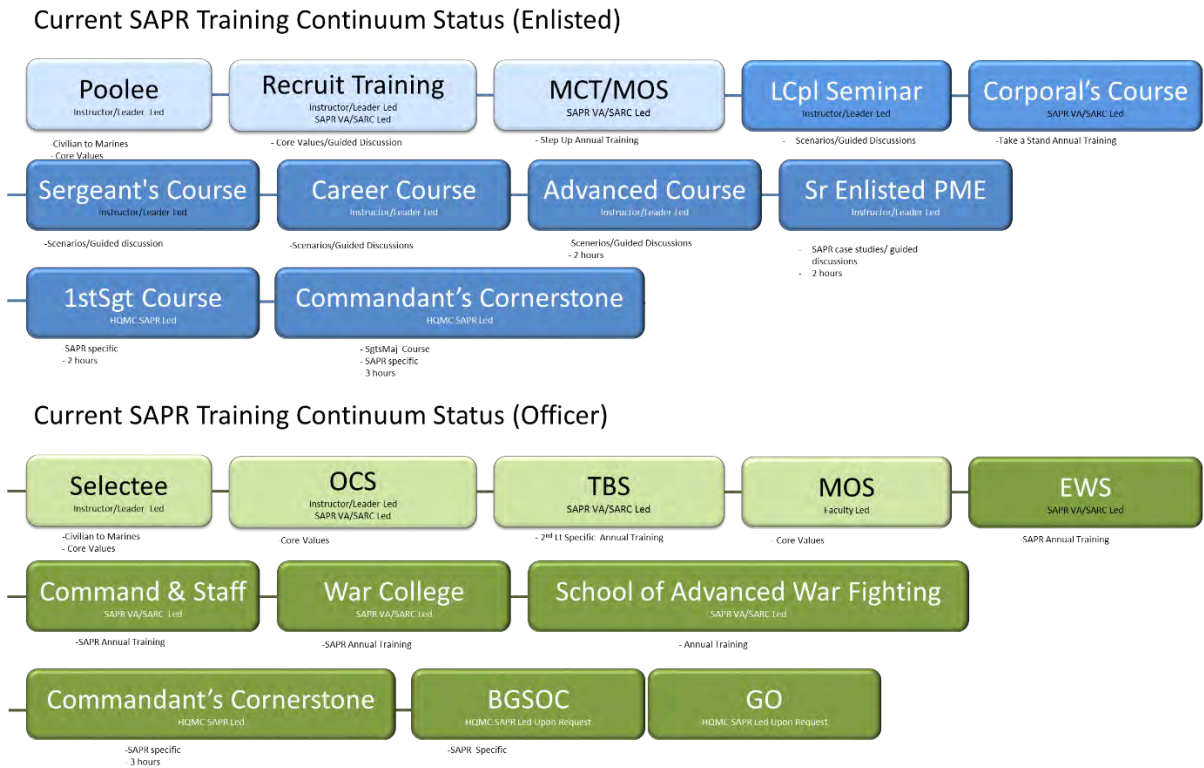 Current SAPR Training Continuum Status (Enlisted)
Poolee
Instructor/Leader Led
-Civilian to Marines
- Core Values
Recruit Training
Instructor/Leader Led
SAPR VA/SARC Led
- Core Values/Guided Discussion
MCT/MOS
SAPR VA/SARC Led
- Step Up Annual Training
LCpl Seminar
Instructor/Leader Led
- Scenarios/Guided Discussions
Corporal's Course
SAPR VA/SARC Led
-Take a Stand Annual Training
Sergeant's Course
Instructor/Leader Led
-Scenarios/Guided discussion
Career Course
Instructor/Leader Led
-Scenarios/Guided Discussions
Advanced Course
Instructor/Leader Led
-Scenerios/Guided Discussions
- 2 hours
Sr Enlisted PME
Instructor/Leader Led
- SAPR case studies/ guided
discussions
- 2 hours
1stSgt Course
HQMC SAPR Led
-SAPR specific
- 2 hours
Commandant's Cornerstone
HQMC SAPR Led
- SgtsMaj Course
- SAPR specific
- 3 hours
Current SAPR Training Continuum Status (Officer)
Selectee
Instructor/Leader Led
-Civilian to Marines
- Core Values
OCS
Instructor/Leader Led
SAPR VA/SARC Led
-Core Values
TBS
SAPR VA/SARC Led
- 2nd Lt Specific Annual Training
MOS
Faculty Led
- Core Values
EWS
SAPR VA/SARC Led
-SAPR Annual Training
Command & Staff
SAPR VA/SARC Led
-SAPR Annual Training
War College
SAPR VA/SARC Led
-SAPR Annual Training
School of Advanced War Fighting
SAPR VA/SARC Led
- Annual Training
Commandant's Cornerstone
HQMC SAPR Led
-SAPR specific
- 3 hours
BGSOC
HQMC SAPR Led Upon Request
-SAPR Specific
GO
HQMC SAPR Led Upon Request